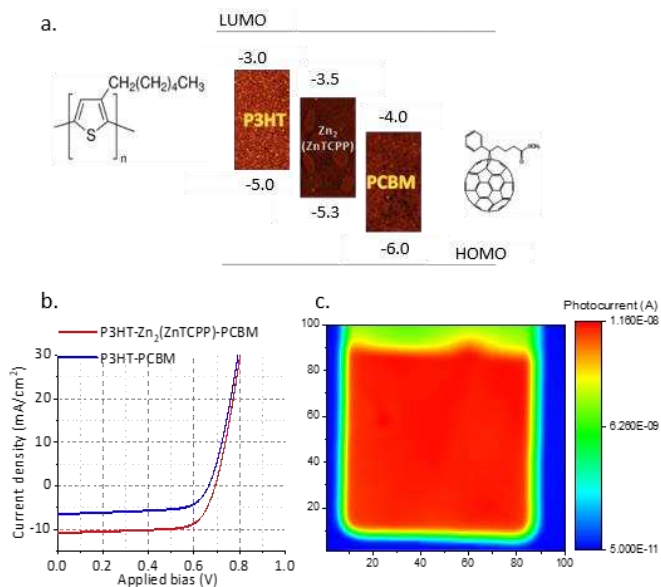 a.
LUMO
-3.0
-3.5
-4.0
CH₂(CH₂)₄CH₃
S
n
P3HT
Zn₂
(ZnTCPP)
PCBM
-5.0
-5.3
-6.0
HOMO
b.
P3HT-Zn₂(ZnTCPP)-PCBM
P3HT-PCBM
Current density (mA/cm²)
30
20
10
0
-10
0.0 0.2 0.4 0.6 0.8 1.0
Applied bias (V)
c.
Photocurrent (A)
100
80
60
40
20
20 40 60 80 100
1.160E-08
6.260E-09
5.000E-11